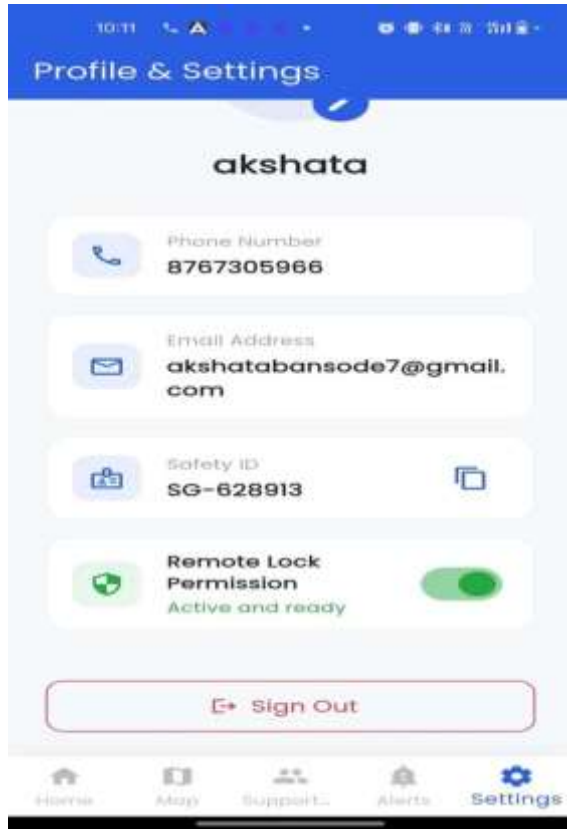 10:11
Profile & Settings
akshata
Phone Number
8767305966
Email Address
akshatabansode7@gmail.
com
Safety ID
SG-628913
Remote Lock
Permission
Active and ready
Sign Out
Home
Map
Support...
Alerts
Settings